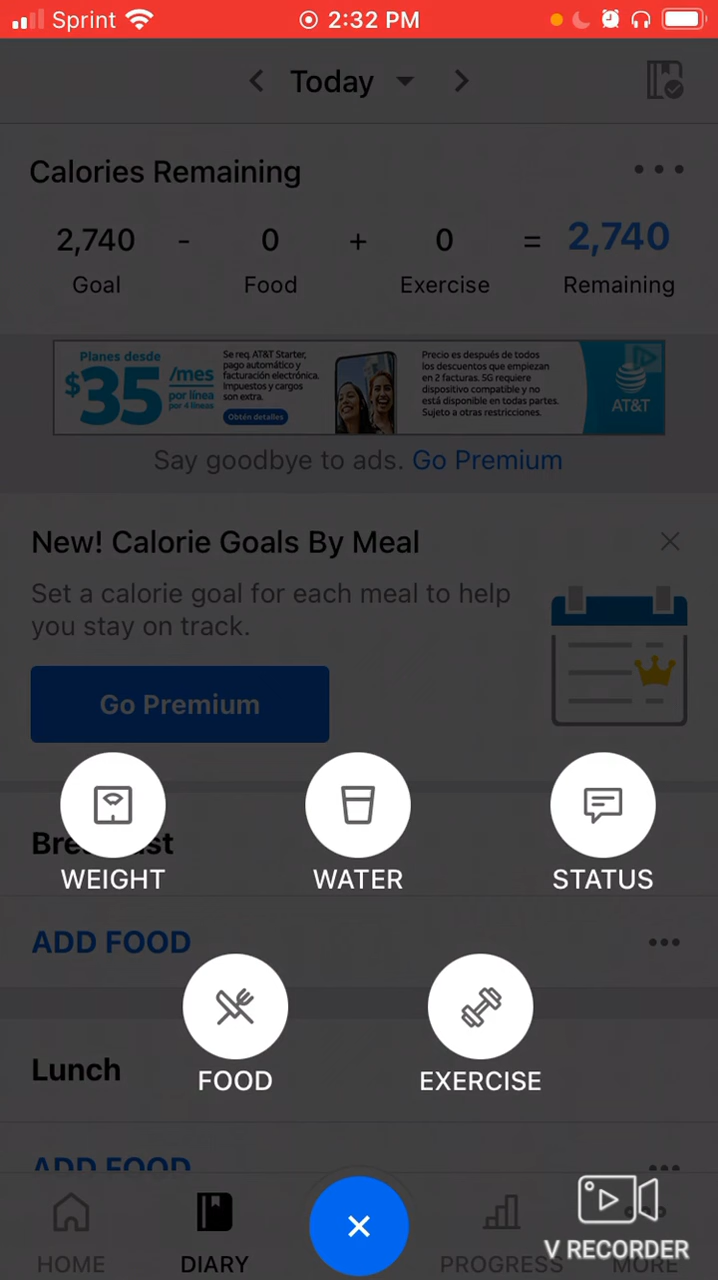 Sprint 2:32 PM
Today
Calories Remaining
2,740 - 0 + 0 = 2,740
Goal Food Exercise Remaining
Planes desde
$35 /mes
por línea
por 4 líneas
Se req. AT&T Starter,
pago automático y
facturación electrónica.
Impuestos y cargos
son extra.
Obtén detalles
Precio es después de todos
los descuentos que empiezan
en 2 facturas. 5G requiere
dispositivo compatible y no
está disponible en todas partes.
Sujeto a otras restricciones.
AT&T
Say goodbye to ads. Go Premium
New! Calorie Goals By Meal
Set a calorie goal for each meal to help
you stay on track.
Go Premium
Breakfast
WEIGHT WATER STATUS
ADD FOOD
FOOD EXERCISE
Lunch
ADD FOOD
V RECORDER
HOME DIARY PROGRESS MORE